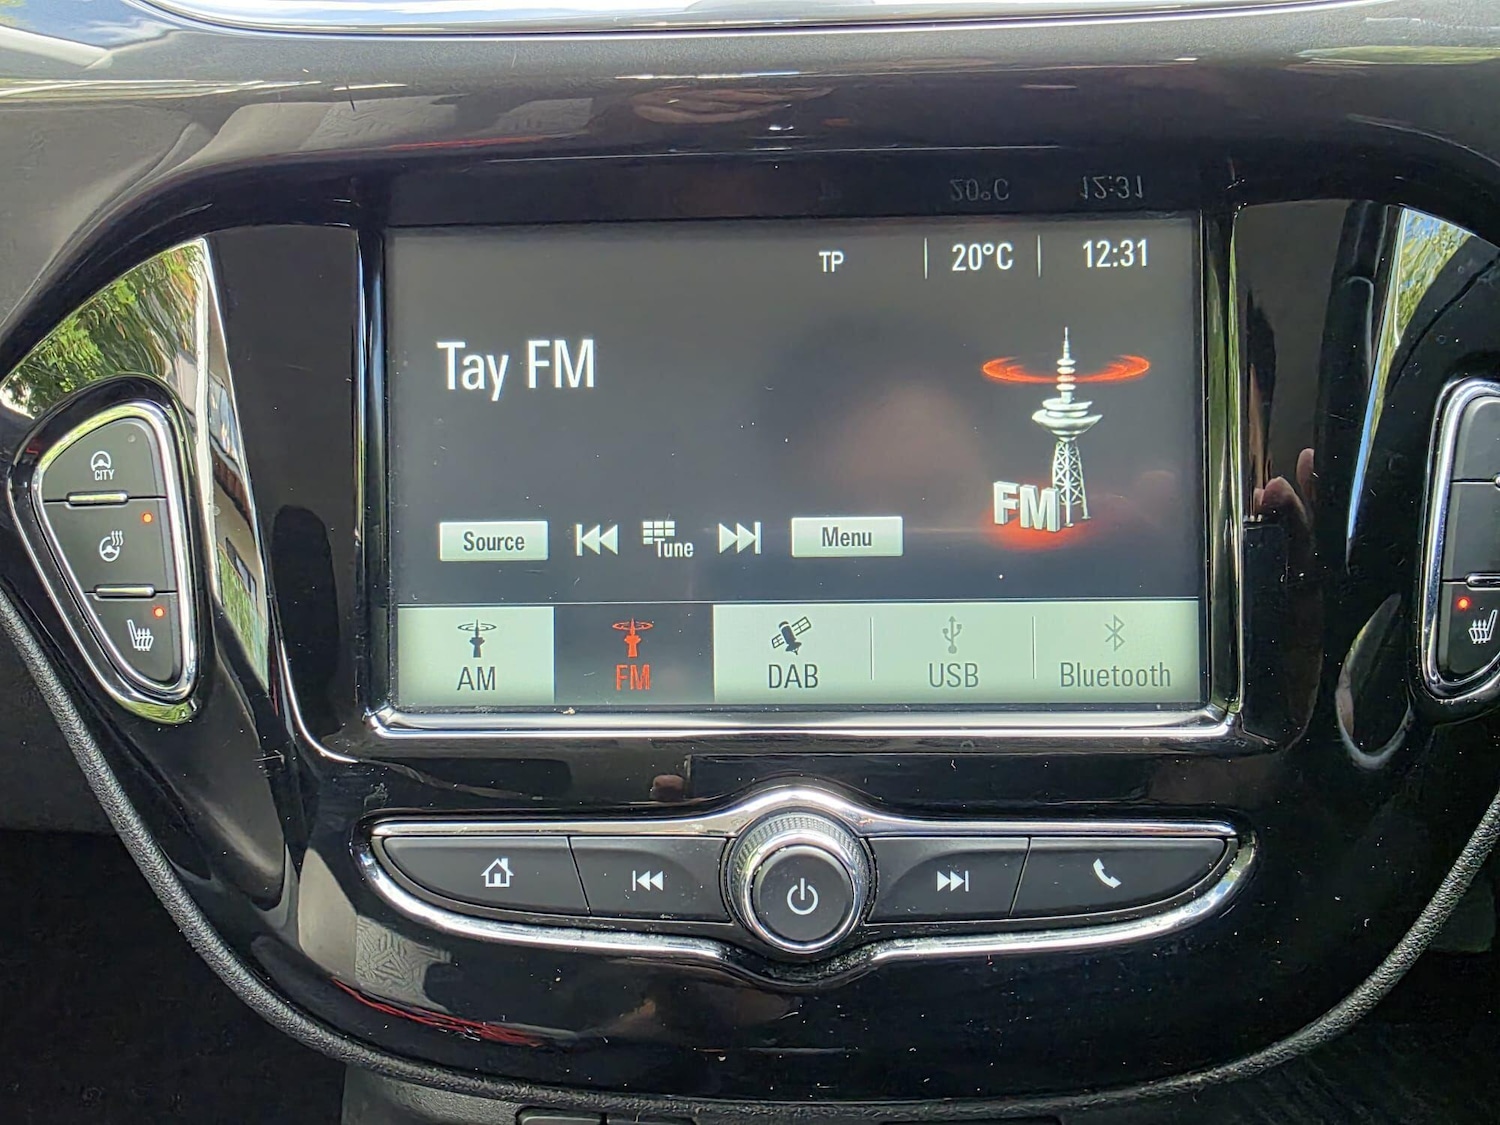 TP 20°C 12:31
Tay FM
FM
Source Tune Menu
AM FM DAB USB Bluetooth
CITY